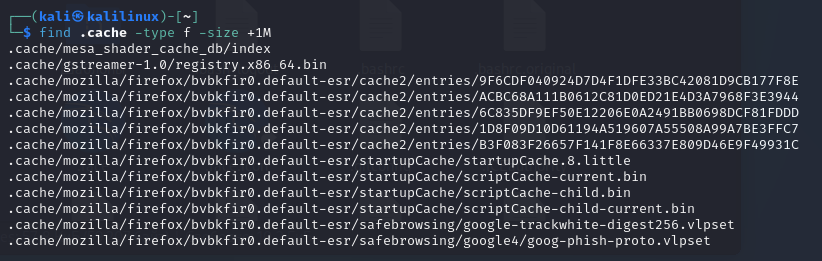 ┌──(kali㉿kalilinux)-[~]
└─$ find .cache -type f -size +1M
.cache/mesa_shader_cache_db/index
.cache/gstreamer-1.0/registry.x86_64.bin
.cache/mozilla/firefox/bvbkfir0.default-esr/cache2/entries/9F6CDF040924D7D4F1DFE33BC42081D9CB177F8E
.cache/mozilla/firefox/bvbkfir0.default-esr/cache2/entries/ACBC68A111B0612C81D0ED21E4D3A7968F3E3944
.cache/mozilla/firefox/bvbkfir0.default-esr/cache2/entries/6C835DF9EF50E12206E0A2491BB0698DCF81FDDD
.cache/mozilla/firefox/bvbkfir0.default-esr/cache2/entries/1D8F09D10D61194A519607A55508A99A7BE3FFC7
.cache/mozilla/firefox/bvbkfir0.default-esr/cache2/entries/B3F083F26657F141F8E66337E809D46E9F49931C
.cache/mozilla/firefox/bvbkfir0.default-esr/startupCache/startupCache.8.little
.cache/mozilla/firefox/bvbkfir0.default-esr/startupCache/scriptCache-current.bin
.cache/mozilla/firefox/bvbkfir0.default-esr/startupCache/scriptCache-child.bin
.cache/mozilla/firefox/bvbkfir0.default-esr/startupCache/scriptCache-child-current.bin
.cache/mozilla/firefox/bvbkfir0.default-esr/safebrowsing/google-trackwhite-digest256.vlpset
.cache/mozilla/firefox/bvbkfir0.default-esr/safebrowsing/google4/goog-phish-proto.vlpset